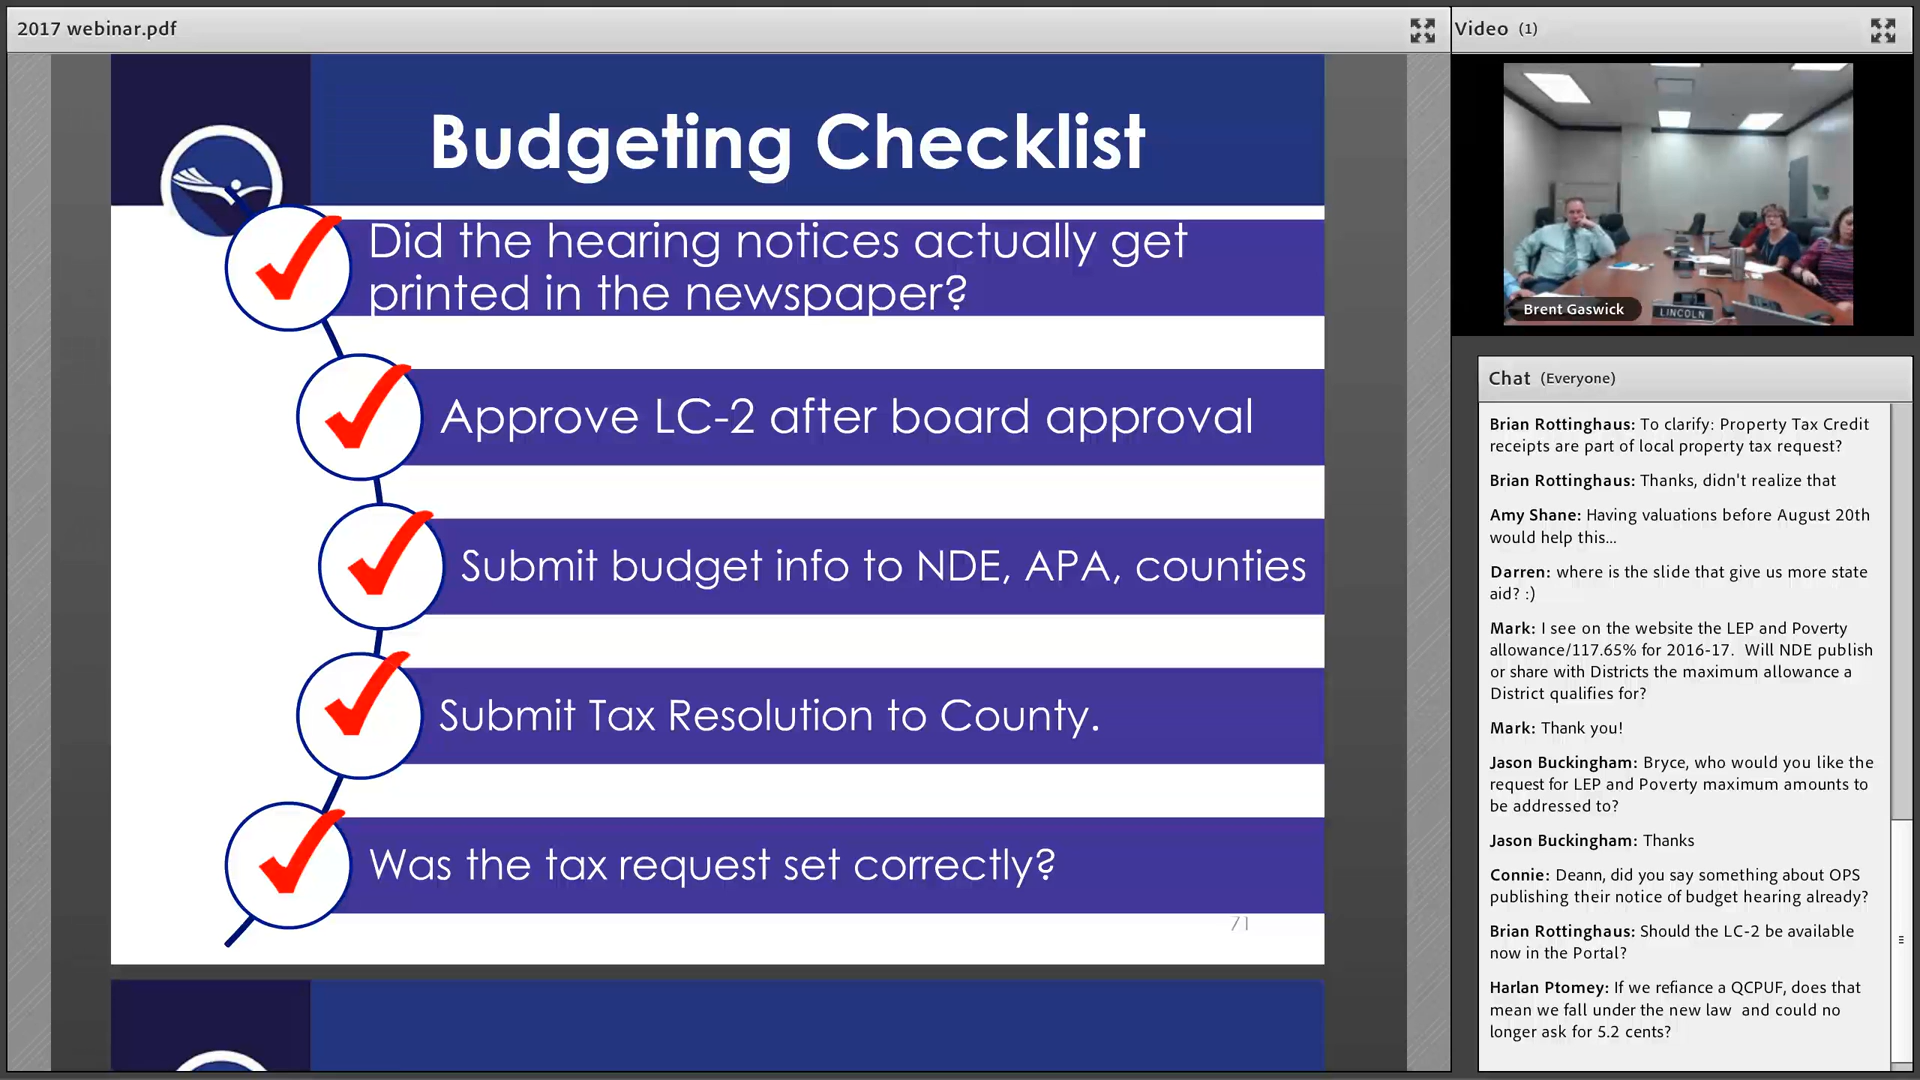 2017 webinar.pdf
Budgeting Checklist
Did the hearing notices actually get
printed in the newspaper?
Approve LC-2 after board approval
Submit budget info to NDE, APA, counties
Submit Tax Resolution to County.
Was the tax request set correctly?
71
Video (1)
Brent Gaswick
LINCOLN
Chat (Everyone)
Brian Rottinghaus: To clarify: Property Tax Credit
receipts are part of local property tax request?
Brian Rottinghaus: Thanks, didn't realize that
Amy Shane: Having valuations before August 20th
would help this...
Darren: where is the slide that give us more state
aid? :)
Mark: I see on the website the LEP and Poverty
allowance/117.65% for 2016-17. Will NDE publish
or share with Districts the maximum allowance a
District qualifies for?
Mark: Thank you!
Jason Buckingham: Bryce, who would you like the
request for LEP and Poverty maximum amounts to
be addressed to?
Jason Buckingham: Thanks
Connie: Deann, did you say something about OPS
publishing their notice of budget hearing already?
Brian Rottinghaus: Should the LC-2 be available
now in the Portal?
Harlan Ptomey: If we refiance a QCPUF, does that
mean we fall under the new law and could no
longer ask for 5.2 cents?